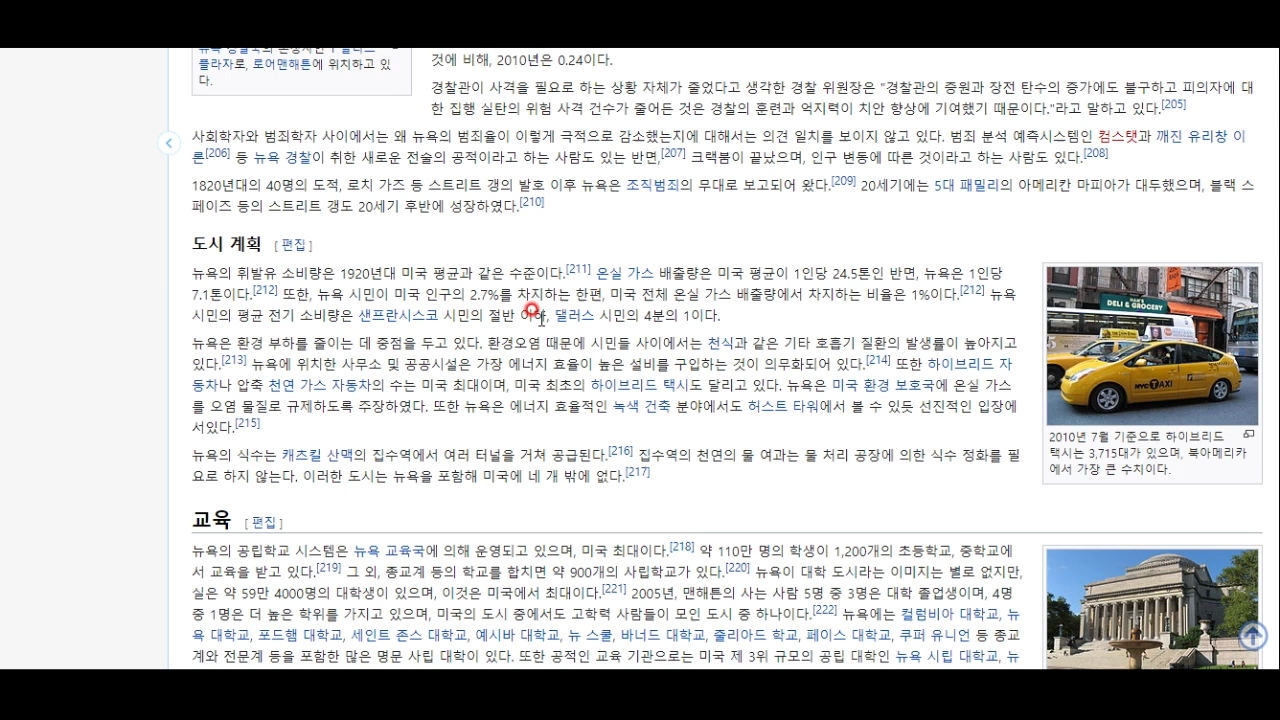 플라자로, 로어맨해튼에 위치하고 있
다.
것에 비해, 2010년은 0.24이다.
경찰관이 사격을 필요로 하는 상황 자체가 줄었다고 생각한 경찰 위원장은 "경찰관의 증원과 장전 탄수의 증가에도 불구하고 피의자에 대
한 집행 실탄의 위험 사격 건수가 줄어든 것은 경찰의 훈련과 억지력이 치안 향상에 기여했기 때문이다."라고 말하고 있다.[205]
사회학자와 범죄학자 사이에서는 왜 뉴욕의 범죄율이 이렇게 극적으로 감소했는지에 대해서는 의견 일치를 보이지 않고 있다. 범죄 분석 예측시스템인 컴스탯과 깨진 유리창 이
론[206] 등 뉴욕 경찰이 취한 새로운 전술의 공적이라고 하는 사람도 있는 반면,[207] 크랙붐이 끝났으며, 인구 변동에 따른 것이라고 하는 사람도 있다.[208]
1820년대의 40명의 도적, 로치 가즈 등 스트리트 갱의 발호 이후 뉴욕은 조직범죄의 무대로 보고되어 왔다.[209] 20세기에는 5대 패밀리의 아메리칸 마피아가 대두했으며, 블랙 스
페이즈 등의 스트리트 갱도 20세기 후반에 성장하였다.[210]
도시 계획 [편집]
뉴욕의 휘발유 소비량은 1920년대 미국 평균과 같은 수준이다.[211] 온실 가스 배출량은 미국 평균이 1인당 24.5톤인 반면, 뉴욕은 1인당
7.1톤이다.[212] 또한, 뉴욕 시민이 미국 인구의 2.7%를 차지하는 한편, 미국 전체 온실 가스 배출량에서 차지하는 비율은 1%이다.[212] 뉴욕
시민의 평균 전기 소비량은 샌프란시스코 시민의 절반 댈러스 시민의 4분의 1이다.
뉴욕은 환경 부하를 줄이는 데 중점을 두고 있다. 환경오염 때문에 시민들 사이에서는 천식과 같은 기타 호흡기 질환의 발생률이 높아지고
있다.[213] 뉴욕에 위치한 사무소 및 공공시설은 가장 에너지 효율이 높은 설비를 구입하는 것이 의무화되어 있다.[214] 또한 하이브리드 자
동차나 압축 천연 가스 자동차의 수는 미국 최대이며, 미국 최초의 하이브리드 택시도 달리고 있다. 뉴욕은 미국 환경 보호국에 온실 가스
를 오염 물질로 규제하도록 주장하였다. 또한 뉴욕은 에너지 효율적인 녹색 건축 분야에서도 허스트 타워에서 볼 수 있듯 선진적인 입장에
서있다.[215]
뉴욕의 식수는 캐츠킬 산맥의 집수역에서 여러 터널을 거쳐 공급된다.[216] 집수역의 천연의 물 여과는 물 처리 공장에 의한 식수 정화를 필
요로 하지 않는다. 이러한 도시는 뉴욕을 포함해 미국에 네 개 밖에 없다.[217]
DELI & GROCERY
NYC TAXI
2010년 7월 기준으로 하이브리드
택시는 3,715대가 있으며, 북아메리카
에서 가장 큰 수치이다.
교육 [편집]
뉴욕의 공립학교 시스템은 뉴욕 교육국에 의해 운영되고 있으며, 미국 최대이다.[218] 약 110만 명의 학생이 1,200개의 초등학교, 중학교에
서 교육을 받고 있다.[219] 그 외, 종교계 등의 학교를 합치면 약 900개의 사립학교가 있다.[220] 뉴욕이 대학 도시라는 이미지는 별로 없지만,
실은 약 59만 4000명의 대학생이 있으며, 이것은 미국에서 최대이다.[221] 2005년, 맨해튼의 사는 사람 5명 중 3명은 대학 졸업생이며, 4명
중 1명은 더 높은 학위를 가지고 있으며, 미국의 도시 중에서도 고학력 사람들이 모인 도시 중 하나이다.[222] 뉴욕에는 컬럼비아 대학교, 뉴
욕 대학교, 포드햄 대학교, 세인트 존스 대학교, 예시바 대학교, 뉴 스쿨, 바너드 대학교, 줄리아드 학교, 페이스 대학교, 쿠퍼 유니언 등 종교
계와 전문계 등을 포함한 많은 명문 사립 대학이 있다. 또한 공적인 교육 기관으로는 미국 제 3위 규모의 공립 대학인 뉴욕 시립 대학교, 뉴